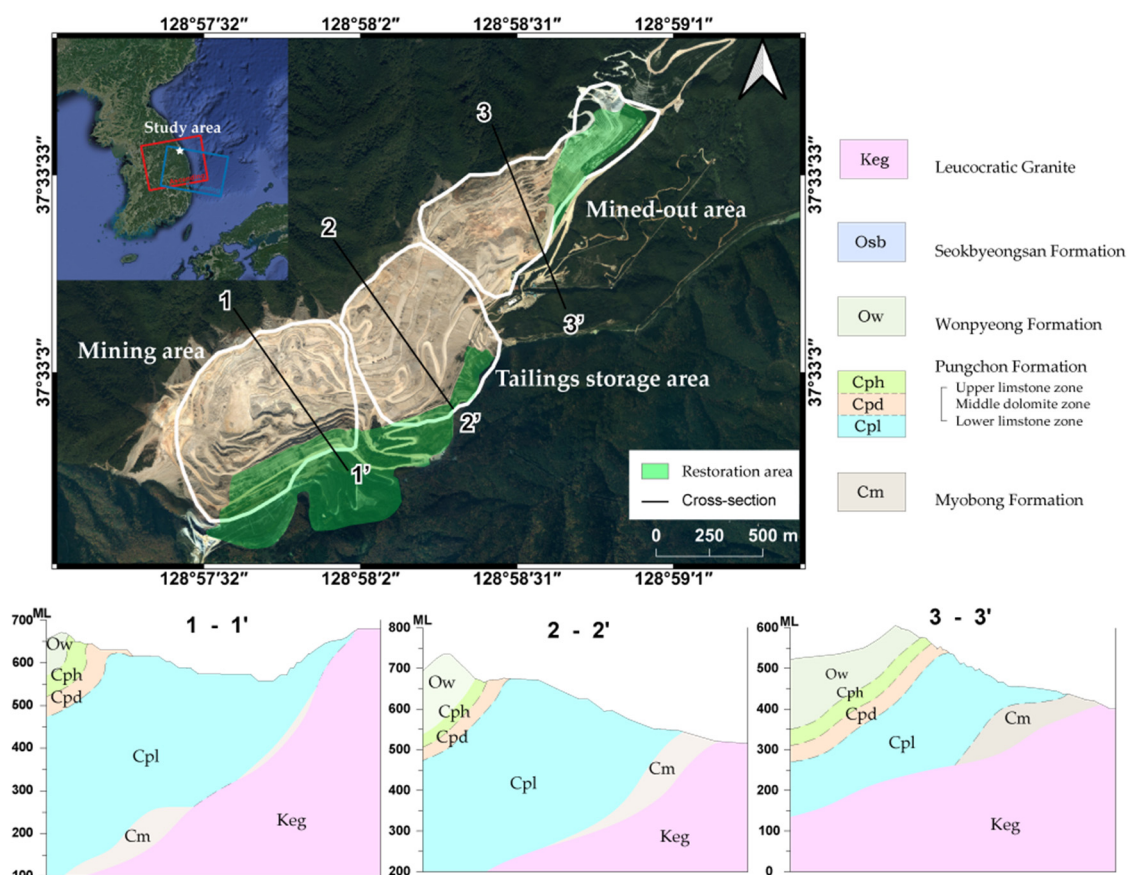 128°57′32″ 128°58′2″ 128°58′31″ 128°59′1″
37°33′33″
37°33′3″
37°33′33″
37°33′3″
Study area
3
2
1
Mined-out area
3'
Mining area
Tailings storage area
2'
1'
Restoration area
Cross-section
0 250 500 m
128°57′32″ 128°58′2″ 128°58′31″ 128°59′1″
Keg Leucocratic Granite
Osb Seokbyeongsan Formation
Ow Wonpyeong Formation
Pungchon Formation
Cph Upper limstone zone
Cpd Middle dolomite zone
Cpl Lower limstone zone
Cm Myobong Formation
1 - 1'
ML
700
600
500
400
300
200
100
Ow
Cph
Cpd
Cpl
Cm
Keg
2 - 2'
ML
800
700
600
500
400
300
200
Ow
Cph
Cpd
Cpl
Cm
Keg
3 - 3'
ML
600
500
400
300
200
100
0
Ow
Cph
Cpd
Cpl
Cm
Keg